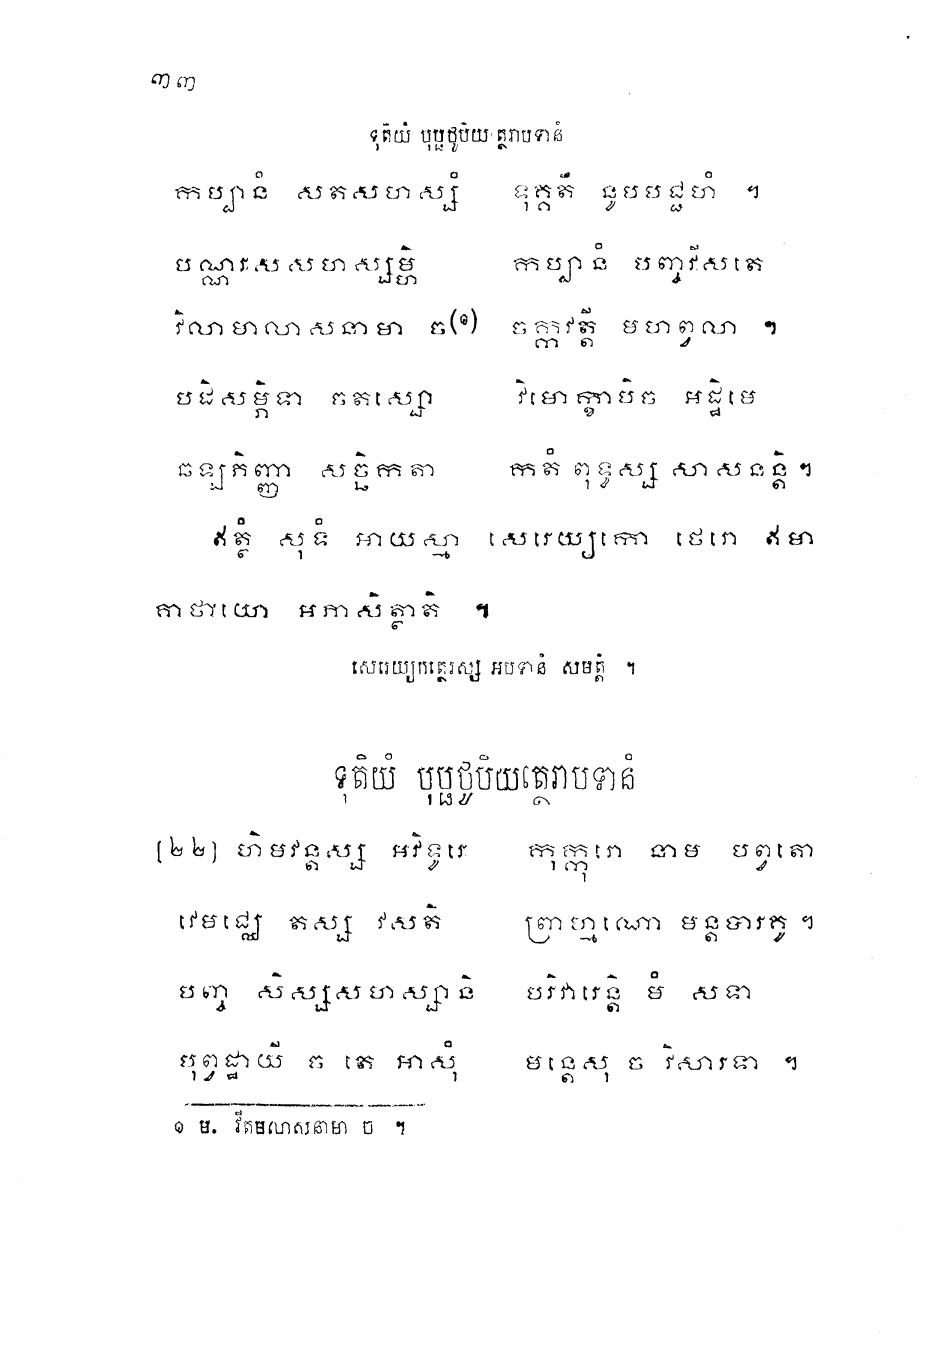 ៣៣
ទុតិយំ បុប្ផថូបិយត្ថេរាបទានំ
កប្បានំ សតសហស្សំ ទុគ្គតឹ នូបបជ្ជហំ ។
បណ្ណរសសហស្សម្ហិ កប្បានំ បញ្ចវីសតេ
វិលាមាលាសនាមា ច(១) ចក្កវត្តី មហព្វលា ។
បដិសម្ភិទា ចតស្សោ វិមោក្ខាបិច អដ្ឋិមេ
ឆឡភិញ្ញា សច្ឆិកតា កតំ ពុទ្ធស្ស សាសនន្តិ ។
ឥត្ថំ សុទំ អាយស្មា សេរេយ្យកោ ថេរោ ឥមា
គាថាយោ អភាសិត្ថាតិ ។
សេរេយ្យកត្ថេរស្ស អបទានំ សមត្តំ ។
ទុតិយំ បុប្ផថូបិយត្ថេរាបទានំ
[២២] ហិមវន្តស្ស អវិទូរេ កុក្កុរោ នាម បព្វតោ
វេមជ្ឈេ តស្ស វសតិ ព្រាហ្មណោ មន្តបារគូ ។
បញ្ច សិស្សសហស្សានិ បរិវារេន្តិ មំ សទា
បុព្វុដ្ឋាយី ច តេ អាសុំ មន្តេសុ ច វិសារទា ។
១ ម. វីតមលាសនាមា ច ។